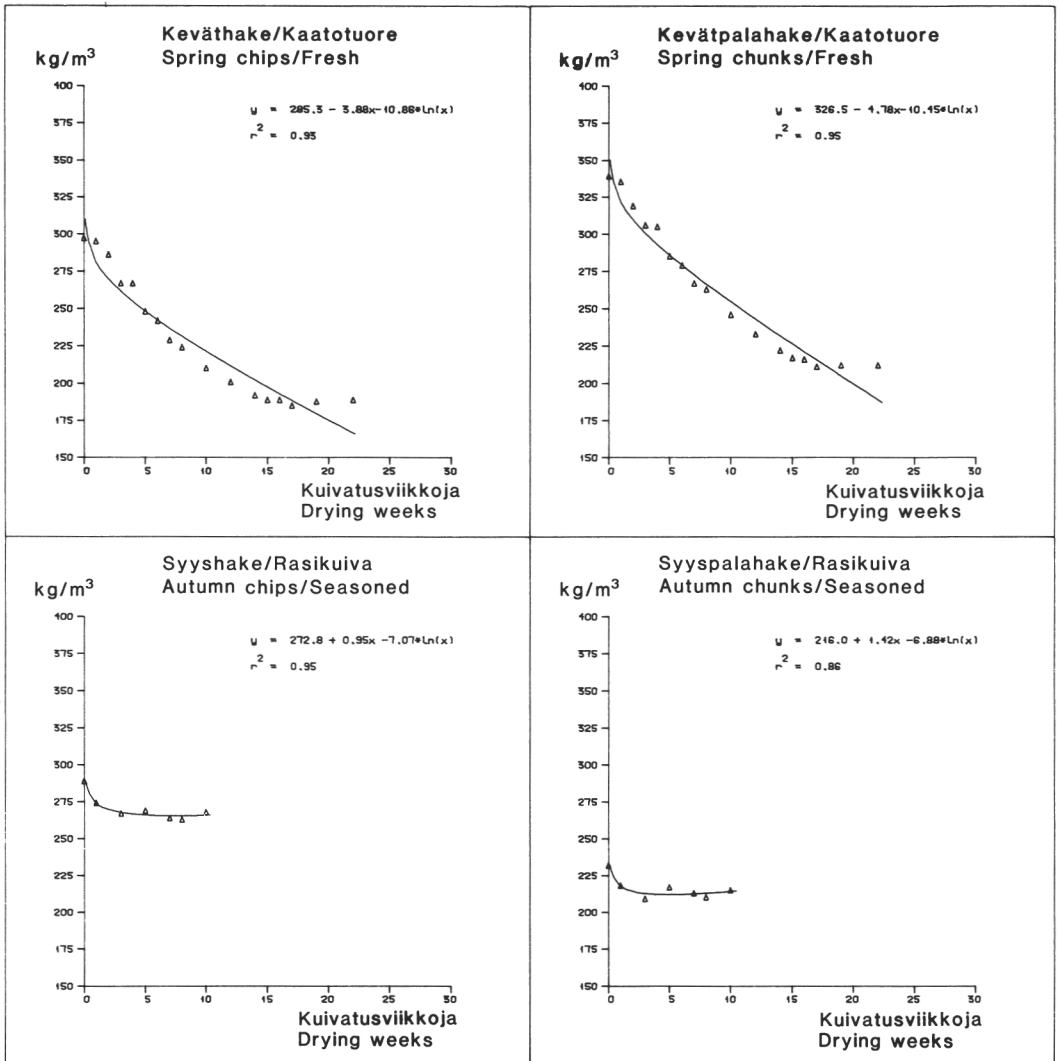 Keväthake/Kaatotuore
kg/m³ Spring chips/Fresh
400
375
350
325
300
275
250
225
200
175
150
y = 285.3 - 3.88x-10.86*ln(x)
r² = 0.93
0 5 10 15 20 25 30
Kuivatusviikkoja
Drying weeks
Kevätpalahake/Kaatotuore
kg/m³ Spring chunks/Fresh
400
375
350
325
300
275
250
225
200
175
150
y = 326.5 - 4.78x-10.45*ln(x)
r² = 0.95
0 5 10 15 20 25 30
Kuivatusviikkoja
Drying weeks
Syyshake/Rasikuiva
kg/m³ Autumn chips/Seasoned
400
375
350
325
300
275
250
225
200
175
150
y = 272.8 + 0.95x -7.07*ln(x)
r² = 0.95
0 5 10 15 20 25 30
Kuivatusviikkoja
Drying weeks
Syyspalahake/Rasikuiva
kg/m³ Autumn chunks/Seasoned
400
375
350
325
300
275
250
225
200
175
150
y = 216.0 + 1.42x -6.88*ln(x)
r² = 0.86
0 5 10 15 20 25 30
Kuivatusviikkoja
Drying weeks